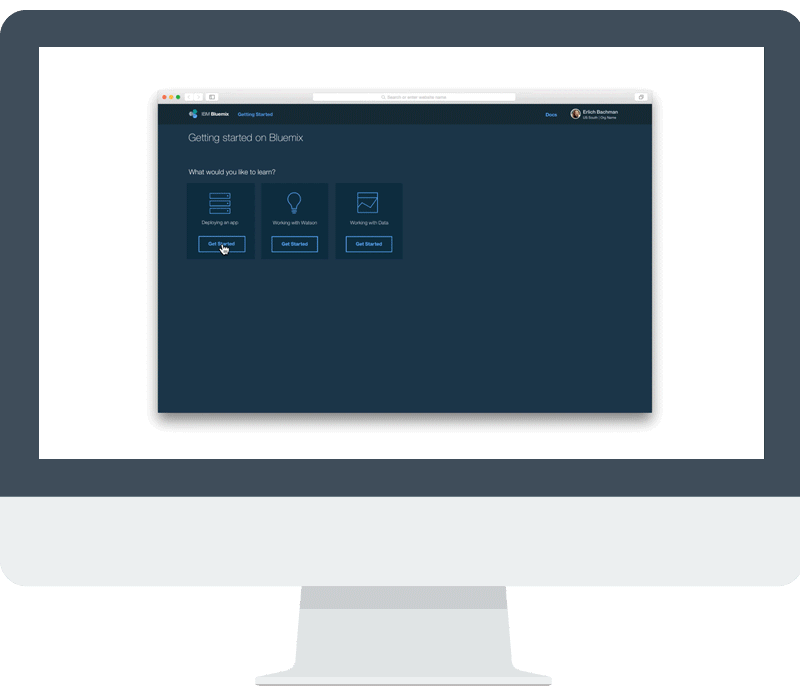 Search or enter website name
IBM Bluemix
Getting Started
Docs
Erlich Bachman
US South | Org Name
Getting started on Bluemix
What would you like to learn?
Deploying an app
Working with Watson
Working with Data
Get Started
Get Started
Get Started